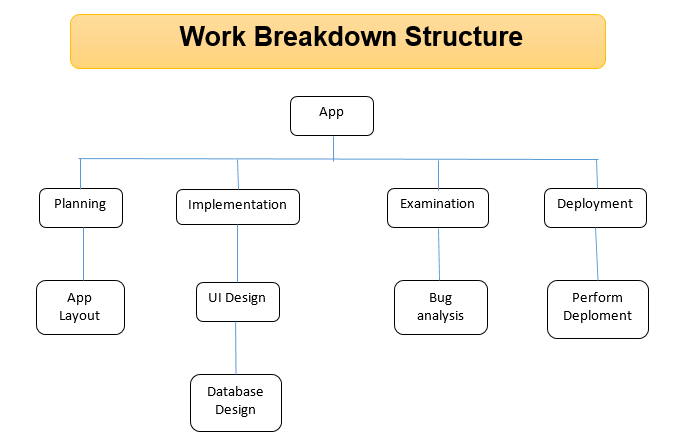 Work Breakdown Structure
App
Planning
Implementation
Examination
Deployment
App
Layout
UI Design
Bug
analysis
Perform
Deploment
Database
Design